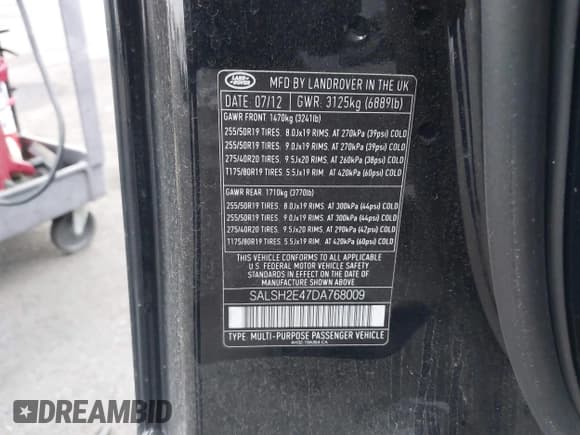 LAND ROVER
MFD BY LANDROVER IN THE UK
DATE: 07/12 GWR: 3125kg (6889lb)
GAWR FRONT 1470kg (3241lb)
255/50R19 TIRES. 8.0Jx19 RIMS. AT 270kPA (39psi) COLD
255/50R19 TIRES. 9.0Jx19 RIMS. AT 270kPA (39psi) COLD
275/40R20 TIRES. 9.5Jx20 RIMS. AT 260kPA (38psi) COLD
T175/80R19 TIRES. 5.5Jx19 RIM. AT 420kPA (60psi) COLD
GAWR REAR 1710kg (3770lb)
255/50R19 TIRES. 8.0Jx19 RIMS. AT 300kPA (44psi) COLD
255/50R19 TIRES. 9.0Jx19 RIMS. AT 300kPA (44psi) COLD
275/40R20 TIRES. 9.5Jx20 RIMS. AT 290kPA (42psi) COLD
T175/80R19 TIRES. 5.5Jx19 RIM. AT 420kPA (60psi) COLD
THIS VEHICLE CONFORMS TO ALL APPLICABLE
U.S. FEDERAL MOTOR VEHICLE SAFETY
STANDARDS IN EFFECT ON THE DATE OF
MANUFACTURE SHOWN ABOVE
SALSH2E47DA768009
TYPE: MULTI-PURPOSE PASSENGER VEHICLE
DREAMBID